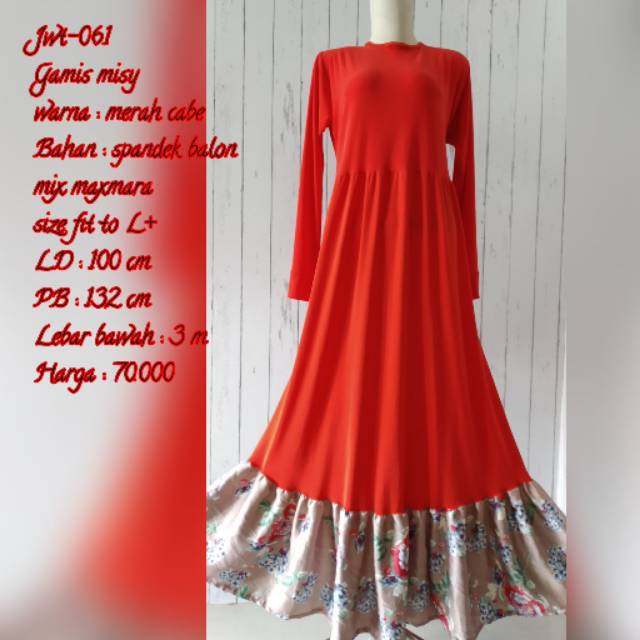 Jwt-061
Gamis misy
warna : merah cabe
Bahan : spandek balon
mix maxmara
size fit to L+
LD : 100 cm
PB : 132 cm
Lebar bawah : 3 m
Harga : 70.000